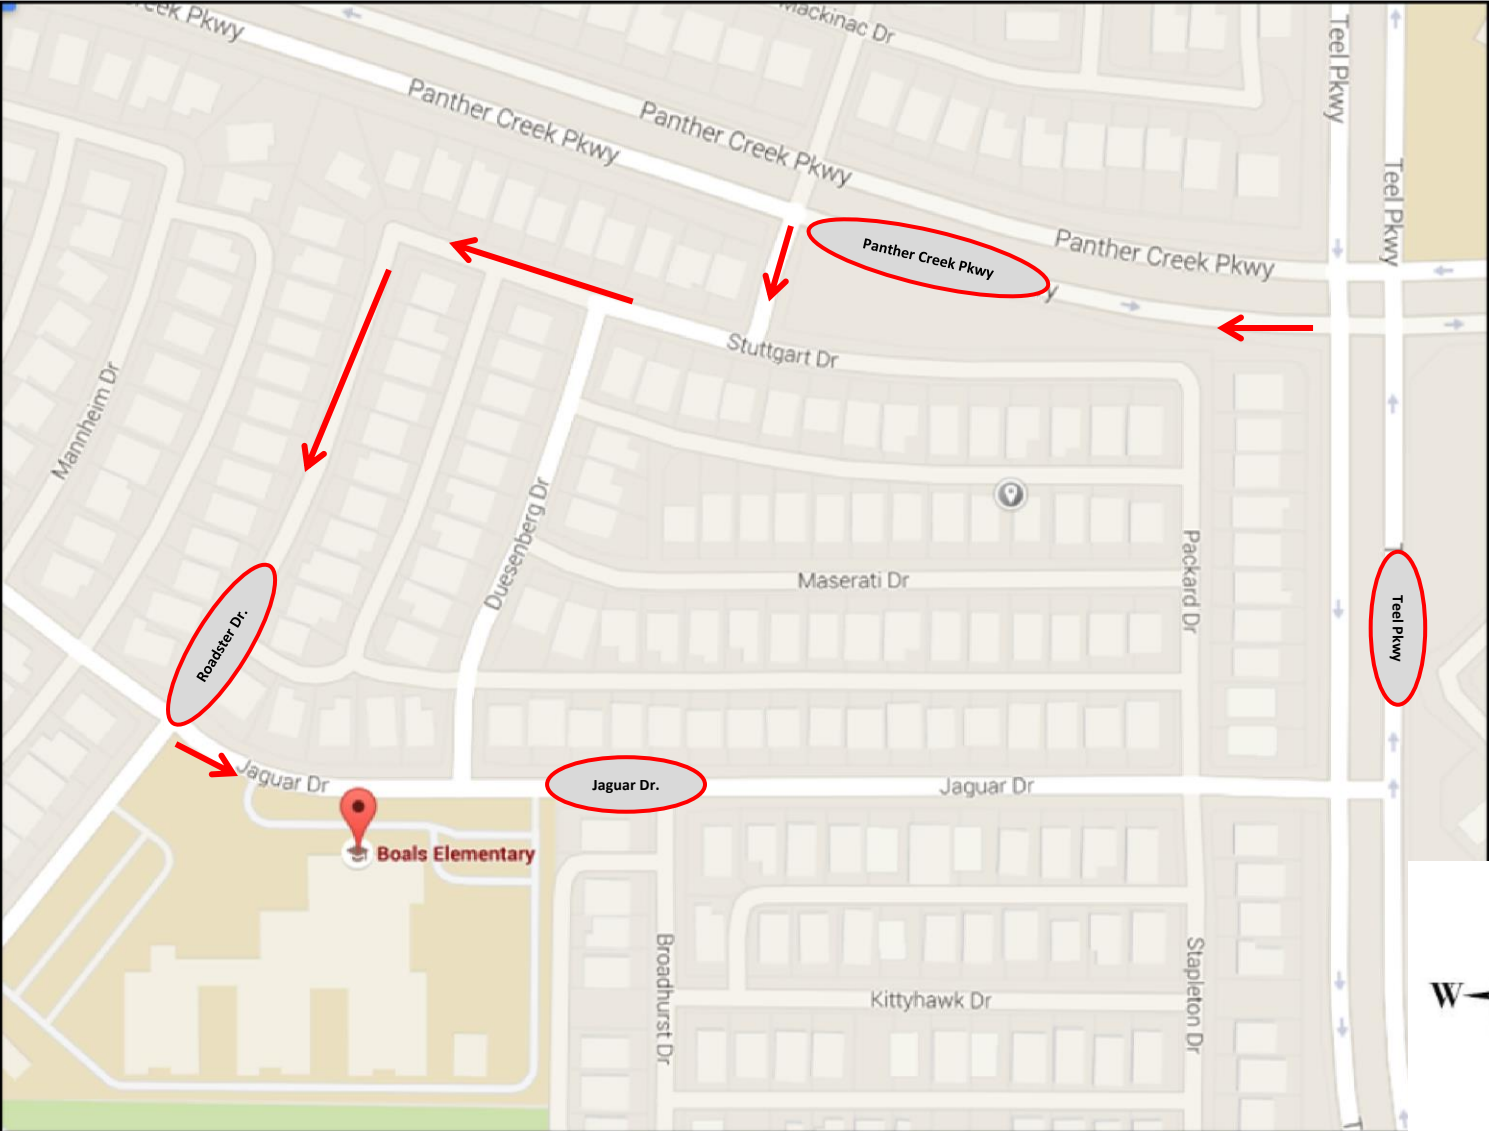 eek Pkwy
Mackinac Dr
Teel Pkwy
Panther Creek Pkwy
Panther Creek Pkwy
Teel Pkwy
Panther Creek Pkwy
Panther Creek Pkwy
y
Stuttgart Dr
Mannheim Dr
Duesenberg Dr
Packard Dr
T
Maserati Dr
Teel Pkwy
Roadster Dr.
Jaguar Dr
Jaguar Dr.
Jaguar Dr
Boals Elementary
Broadhurst Dr
Stapleton Dr
Kittyhawk Dr
W
T